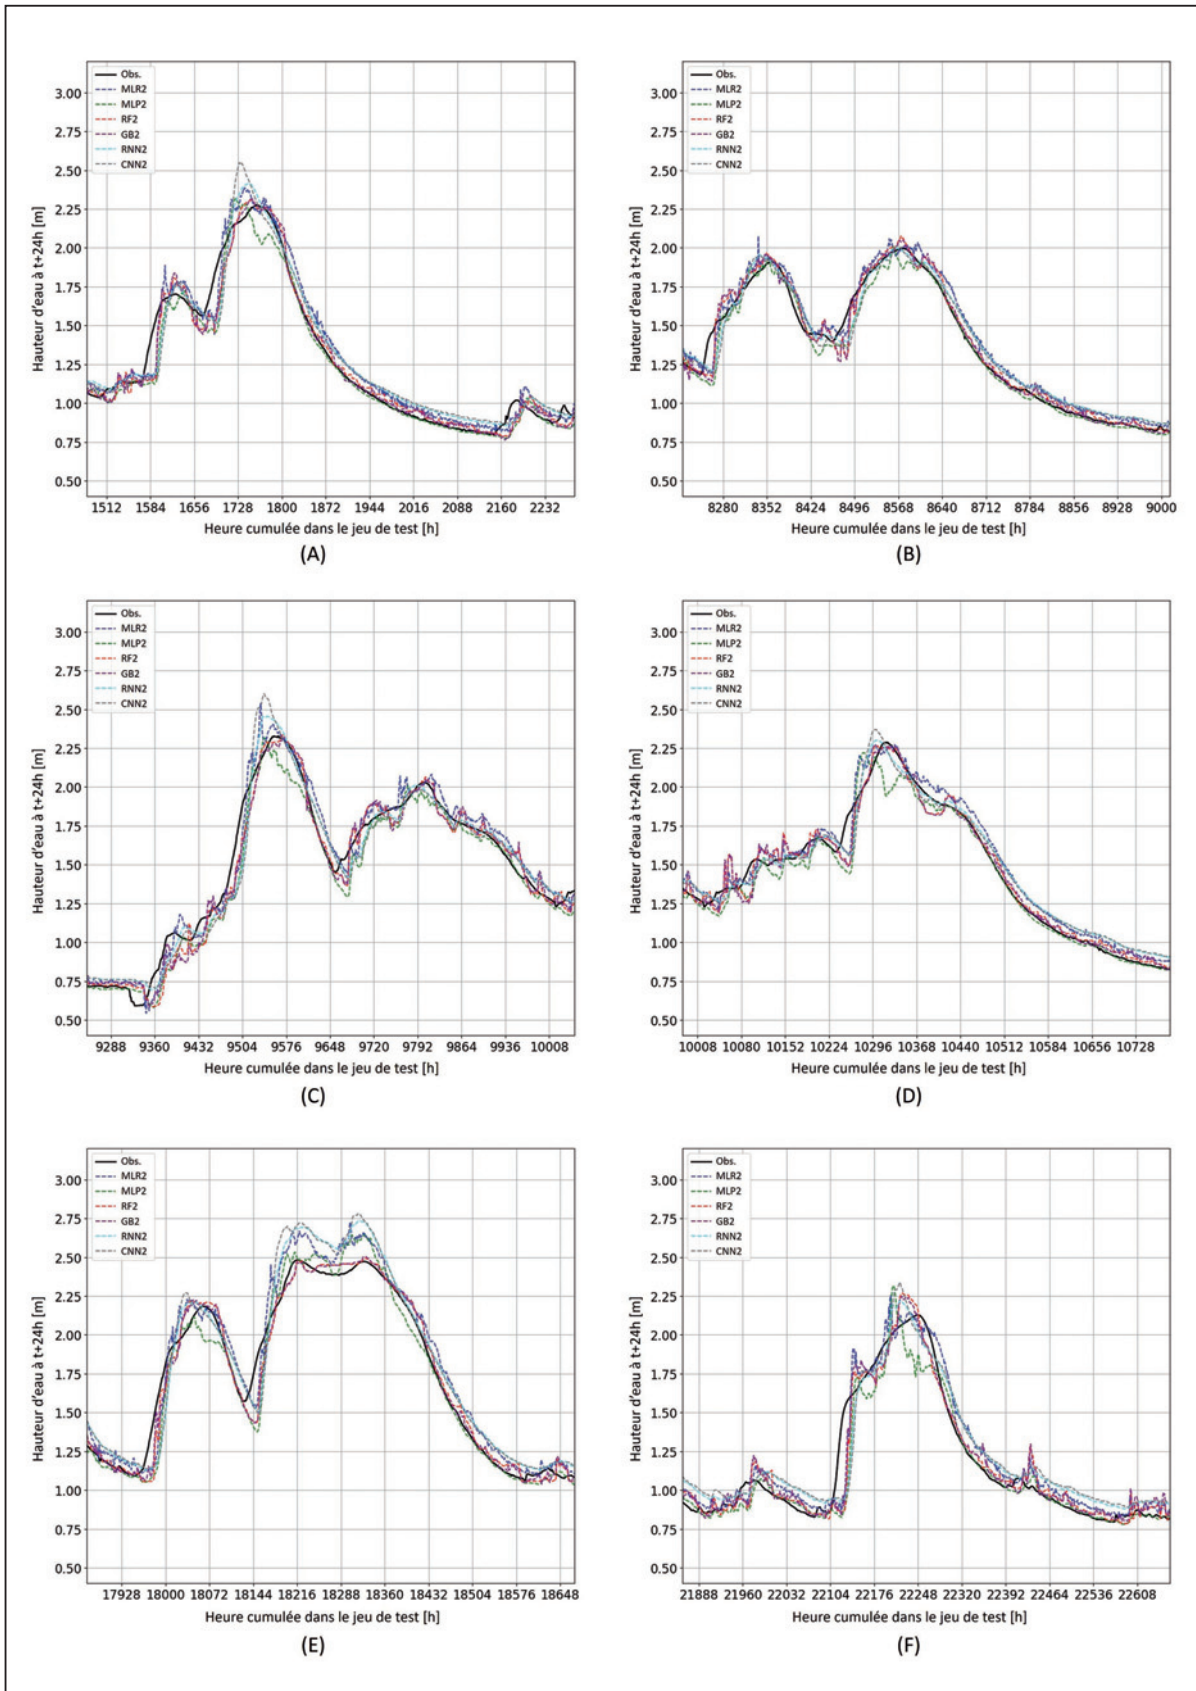 Obs.
MLR2
MLP2
RF2
GB2
RNN2
CNN2
Hauteur d'eau à t+24h [m]
3.00
2.75
2.50
2.25
2.00
1.75
1.50
1.25
1.00
0.75
0.50
1512 1584 1656 1728 1800 1872 1944 2016 2088 2160 2232
Heure cumulée dans le jeu de test [h]
(A)
Obs.
MLR2
MLP2
RF2
GB2
RNN2
CNN2
Hauteur d'eau à t+24h [m]
3.00
2.75
2.50
2.25
2.00
1.75
1.50
1.25
1.00
0.75
0.50
8280 8352 8424 8496 8568 8640 8712 8784 8856 8928 9000
Heure cumulée dans le jeu de test [h]
(B)
Obs.
MLR2
MLP2
RF2
GB2
RNN2
CNN2
Hauteur d'eau à t+24h [m]
3.00
2.75
2.50
2.25
2.00
1.75
1.50
1.25
1.00
0.75
0.50
9288 9360 9432 9504 9576 9648 9720 9792 9864 9936 10008
Heure cumulée dans le jeu de test [h]
(C)
Obs.
MLR2
MLP2
RF2
GB2
RNN2
CNN2
Hauteur d'eau à t+24h [m]
3.00
2.75
2.50
2.25
2.00
1.75
1.50
1.25
1.00
0.75
0.50
10008 10080 10152 10224 10296 10368 10440 10512 10584 10656 10728
Heure cumulée dans le jeu de test [h]
(D)
Obs.
MLR2
MLP2
RF2
GB2
RNN2
CNN2
Hauteur d'eau à t+24h [m]
3.00
2.75
2.50
2.25
2.00
1.75
1.50
1.25
1.00
0.75
0.50
17928 18000 18072 18144 18216 18288 18360 18432 18504 18576 18648
Heure cumulée dans le jeu de test [h]
(E)
Obs.
MLR2
MLP2
RF2
GB2
RNN2
CNN2
Hauteur d'eau à t+24h [m]
3.00
2.75
2.50
2.25
2.00
1.75
1.50
1.25
1.00
0.75
0.50
21888 21960 22032 22104 22176 22248 22320 22392 22464 22536 22608
Heure cumulée dans le jeu de test [h]
(F)